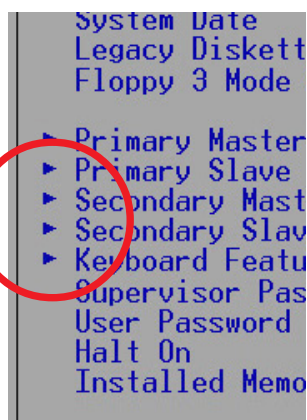 System Date
Legacy Diskett
Floppy 3 Mode
Primary Master
Primary Slave
Secondary Mast
Secondary Slav
Keyboard Featu
Supervisor Pas
User Password
Halt On
Installed Memo